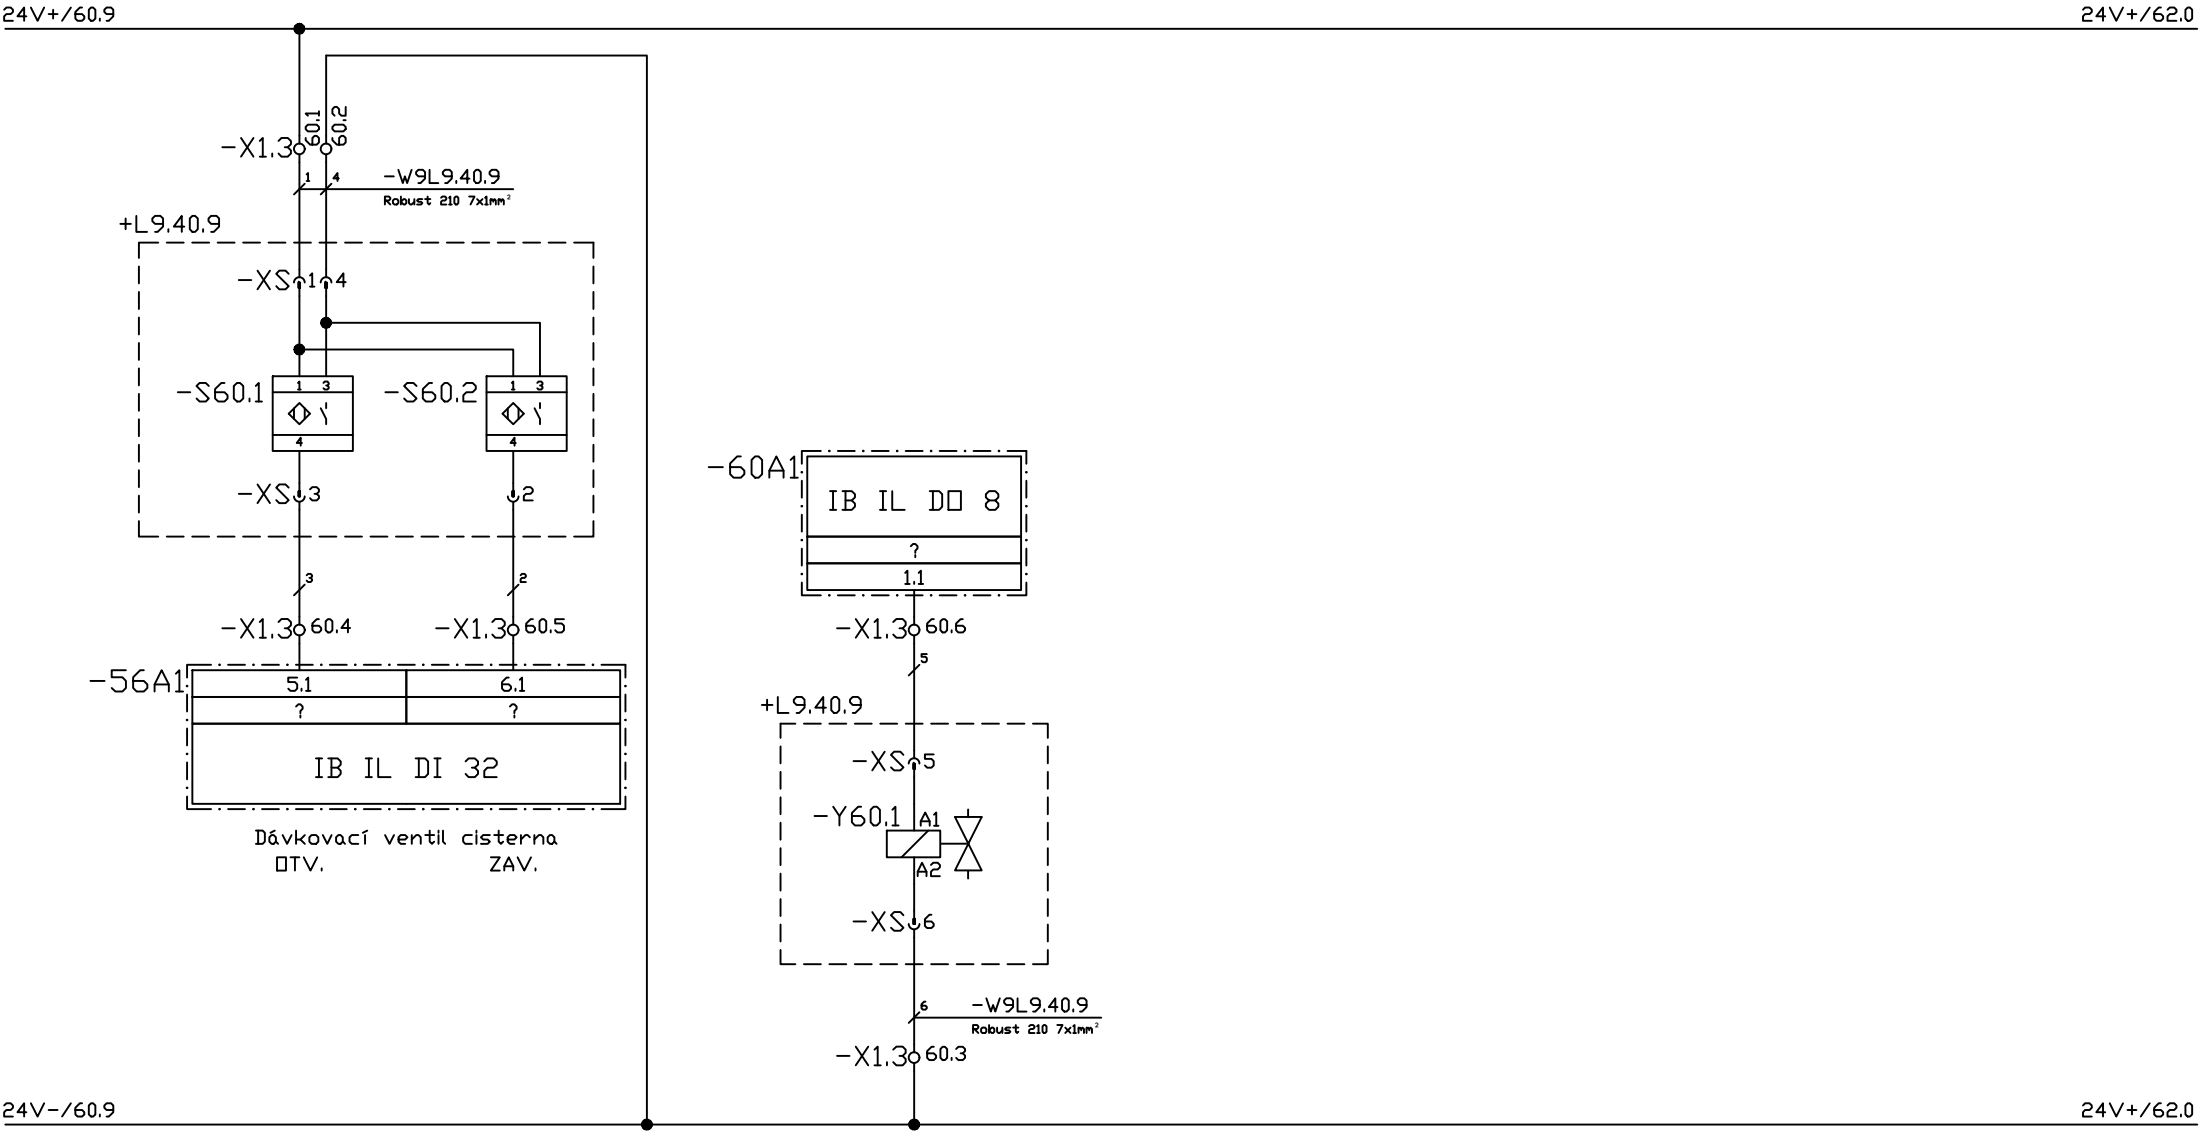 24V+/60.9 24V+/62.0
60.1 60.2
-X1.3
1 4 -W9L9.40.9
Robust 210 7x1mm²
+L9.40.9
-XS 1 4
-S60.1 1 3 -S60.2 1 3
4 4
-60A1
IB IL DO 8
-XS 3 2
?
1.1
3 2
-X1.3 60.4 -X1.3 60.5 -X1.3 60.6
5
-56A1 5.1 6.1
? ?
+L9.40.9
IB IL DI 32
-XS 5
-Y60.1 A1
Dávkovací ventil cisterna
OTV. ZAV.
A2
-XS 6
6 -W9L9.40.9
Robust 210 7x1mm²
-X1.3 60.3
24V-/60.9 24V+/62.0